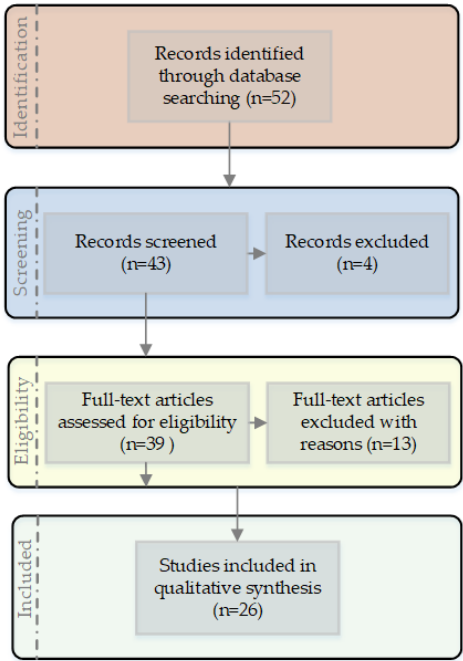 Identification
Records identified
through database
searching (n=52)
Screening
Records screened
(n=43)
Records excluded
(n=4)
Eligibility
Full-text articles
assessed for eligibility
(n=39 )
Full-text articles
excluded with
reasons (n=13)
Included
Studies included in
qualitative synthesis
(n=26)